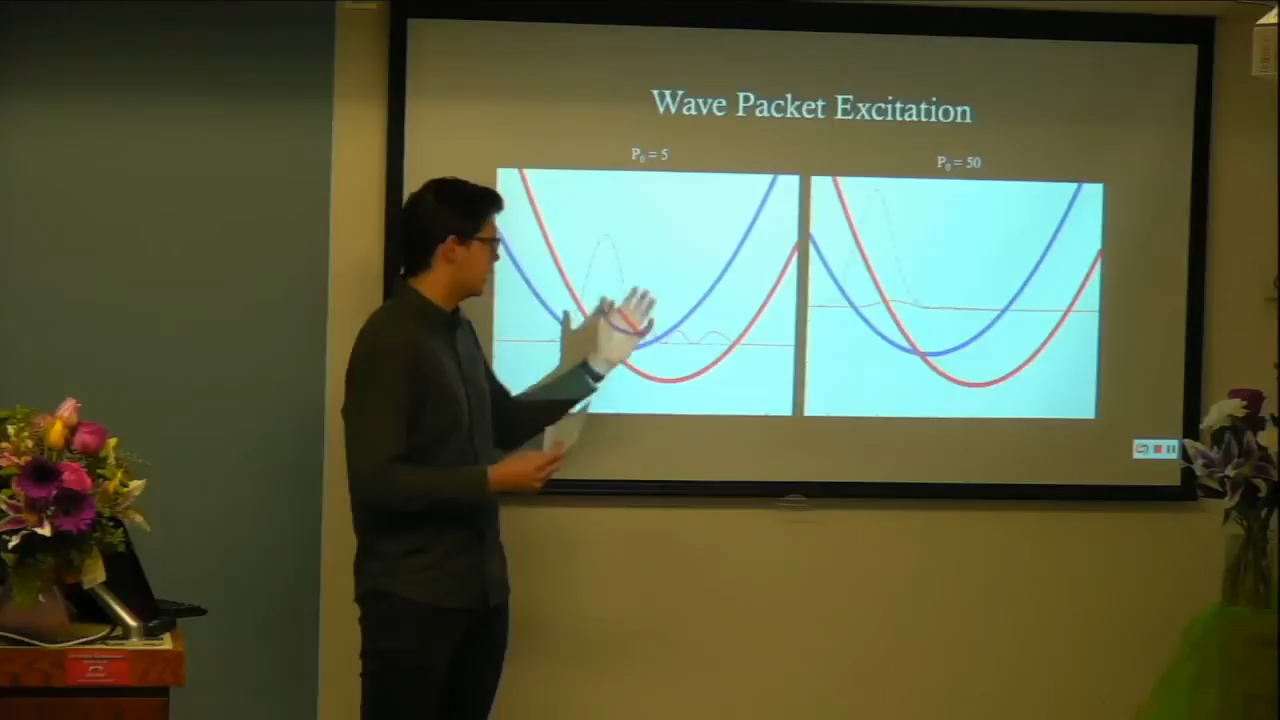 Wave Packet Excitation
P₀ = 5
P₀ = 50